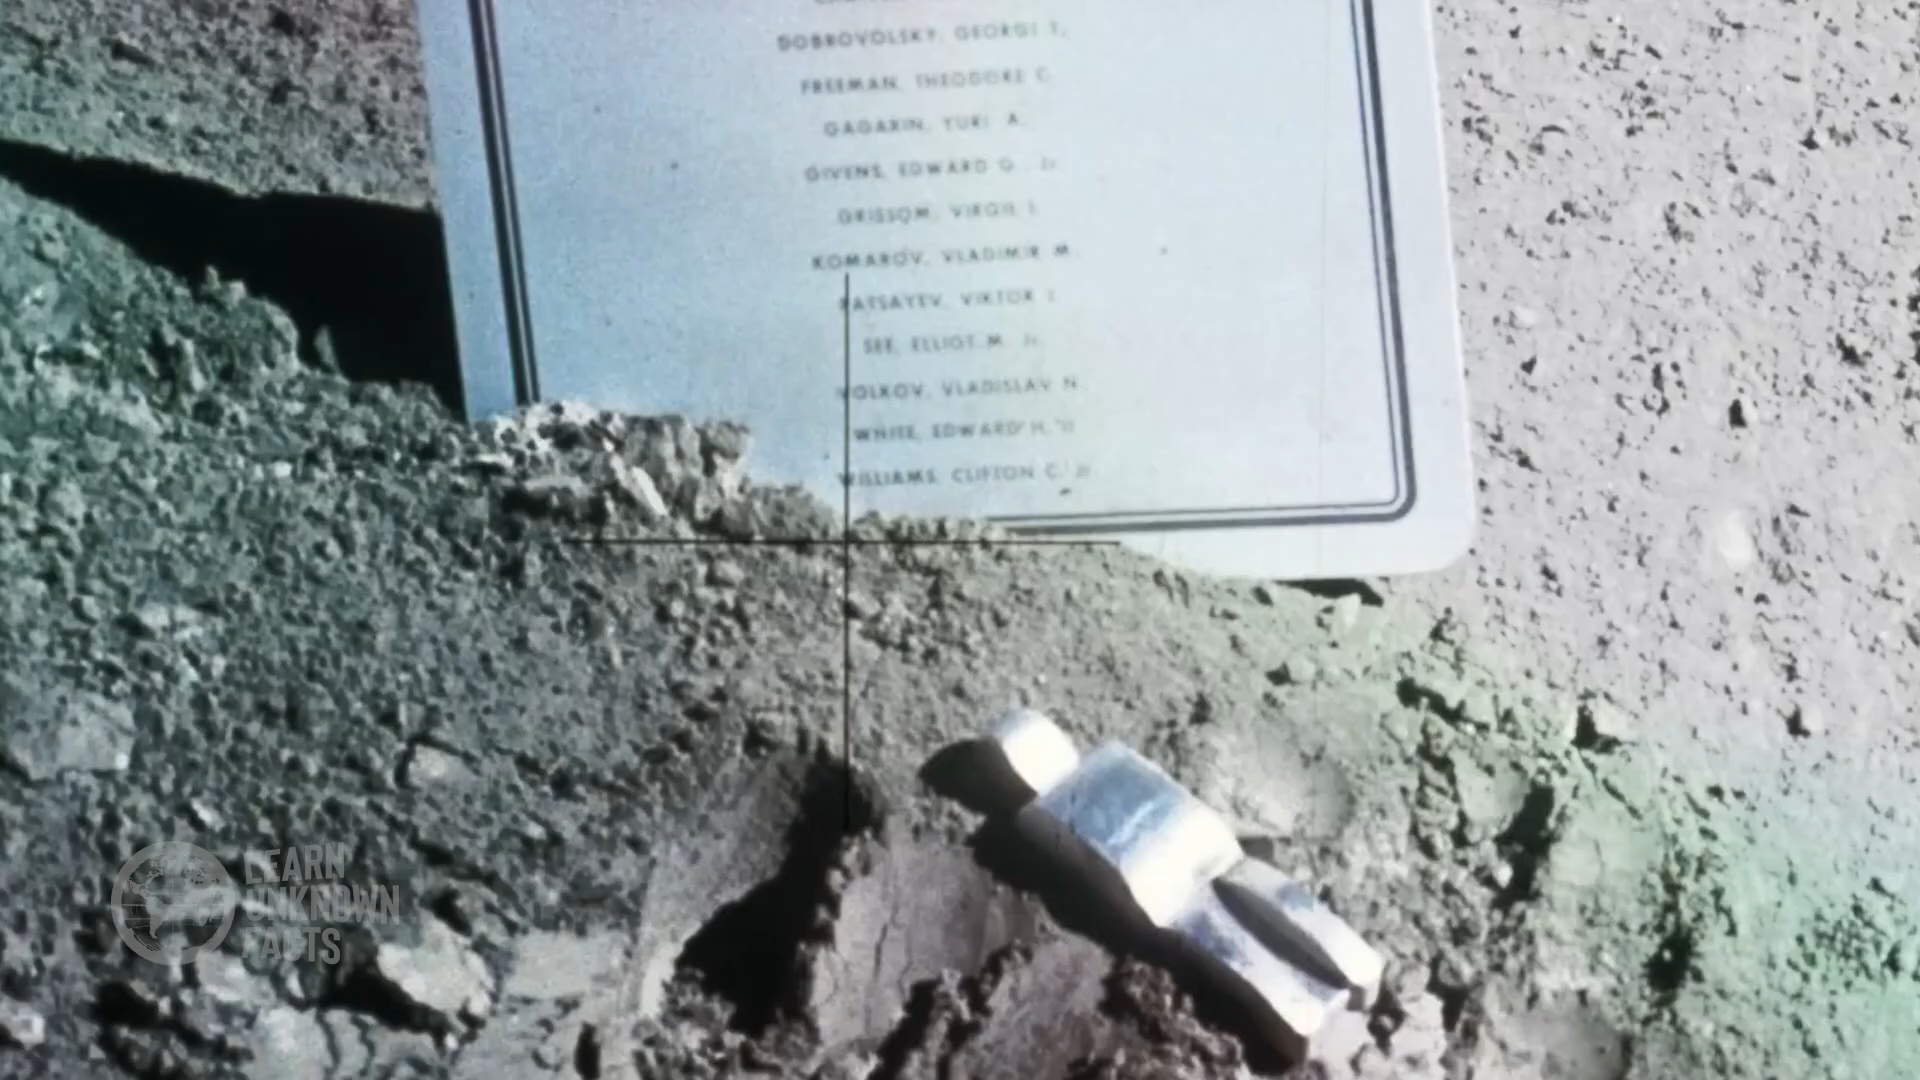 DOBROVOLSKY, GEORGI T.
FREEMAN, THEODORE C.
GAGARIN, YURI A.
GIVENS, EDWARD G., Jr.
GRISSOM, VIRGIL I.
KOMAROV, VLADIMIR M.
PATSAYEV, VIKTOR I.
SEE, ELLIOT M. Jr.
VOLKOV, VLADISLAV N.
WHITE, EDWARD H. II
WILLIAMS, CLIFTON C. Jr.
LEARN
UNKNOWN
FACTS